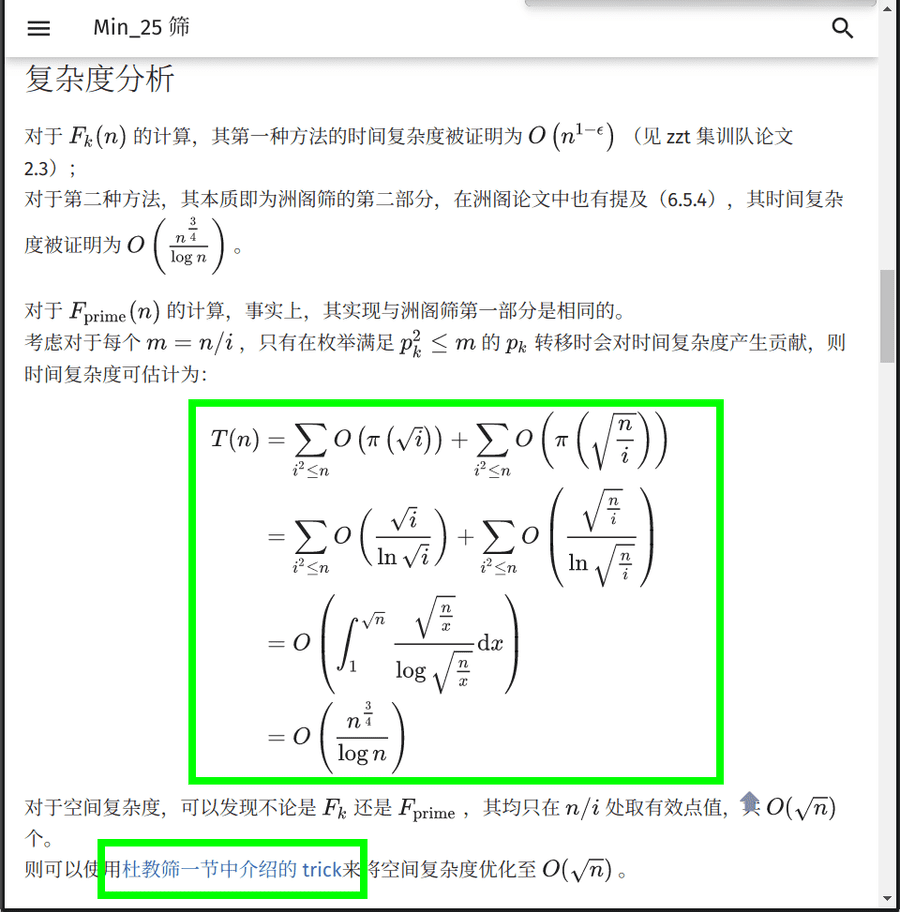 Min_25 筛
复杂度分析
对于 $F_k(n)$ 的计算，其第一种方法的时间复杂度被证明为 $O\left(n^{1-\epsilon}\right)$（见 zzt 集训队论文
2.3）；
对于第二种方法，其本质即为洲阁筛的第二部分，在洲阁论文中也有提及（6.5.4），其时间复杂
度被证明为 $O\left(\frac{n^{\frac{3}{4}}}{\log n}\right)$。
对于 $F_{\text{prime}}(n)$ 的计算，事实上，其实现与洲阁筛第一部分是相同的。
考虑对于每个 $m = n/i$，只有在枚举满足 $p_k^2 \leq m$ 的 $p_k$ 转移时会对时间复杂度产生贡献，则
时间复杂度可估计为：
$T(n) = \sum_{i^2 \leq n} O\left(\pi\left(\sqrt{i}\right)\right) + \sum_{i^2 \leq n} O\left(\pi\left(\sqrt{\frac{n}{i}}\right)\right)$
$= \sum_{i^2 \leq n} O\left(\frac{\sqrt{i}}{\ln \sqrt{i}}\right) + \sum_{i^2 \leq n} O\left(\frac{\sqrt{\frac{n}{i}}}{\ln \sqrt{\frac{n}{i}}}\right)$
$= O\left(\int_1^{\sqrt{n}} \frac{\sqrt{\frac{n}{x}}}{\log \sqrt{\frac{n}{x}}} \mathrm{d}x\right)$
$= O\left(\frac{n^{\frac{3}{4}}}{\log n}\right)$
对于空间复杂度，可以发现不论是 $F_k$ 还是 $F_{\text{prime}}$，其均只在 $n/i$ 处取有效点值， $O(\sqrt{n})$
个。
则可以使用杜教筛一节中介绍的 trick来将空间复杂度优化至 $O(\sqrt{n})$。